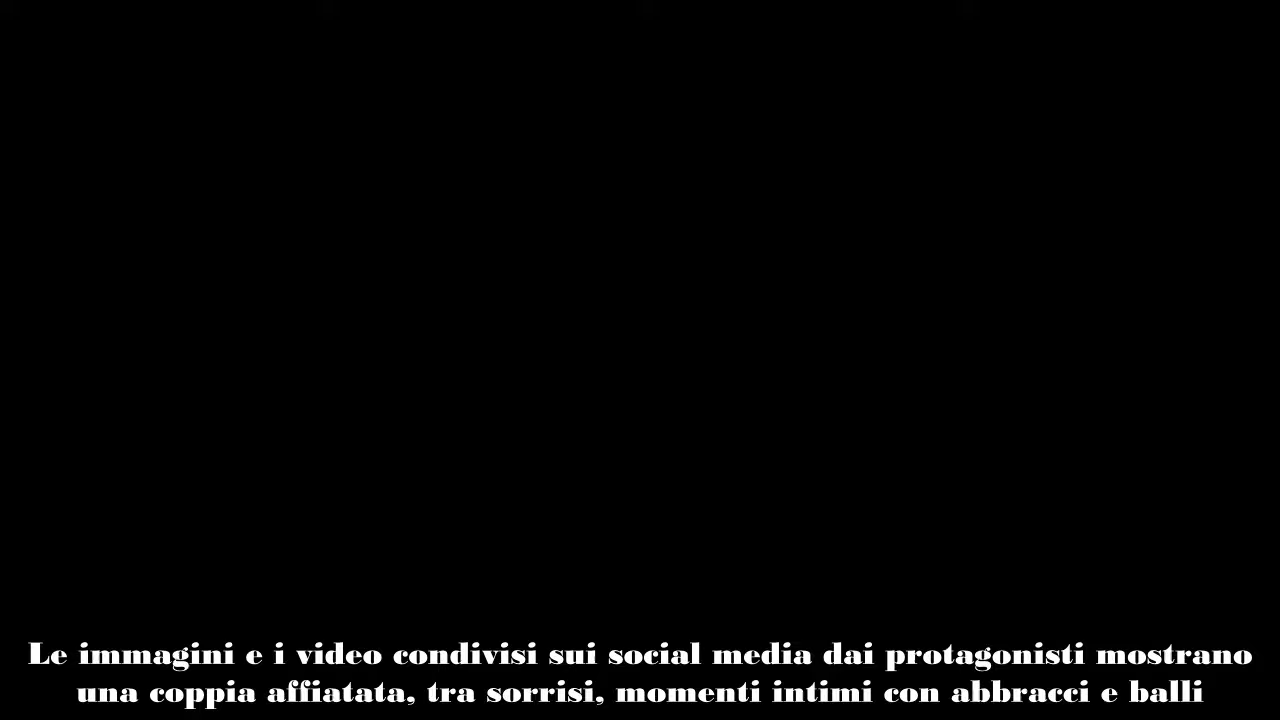 Le immagini e i video condivisi sui social media dai protagonisti mostrano
una coppia affiatata, tra sorrisi, momenti intimi con abbracci e balli